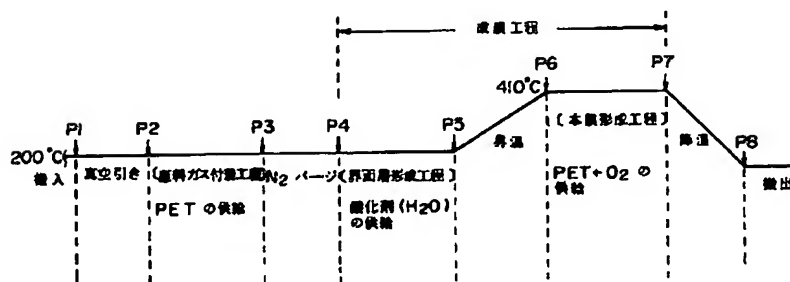 成膜工程
P6
P7
410°C
P1
P2
P3
P4
P5
昇温
(本膜形成工程)
降温
P8
200°C
搬入
真空引き
(原料ガス付着工程)
N2 パージ
(界面層形成工程)
PET+O2 の
供給
搬出
PET の供給
酸化剤(H2O)
の供給